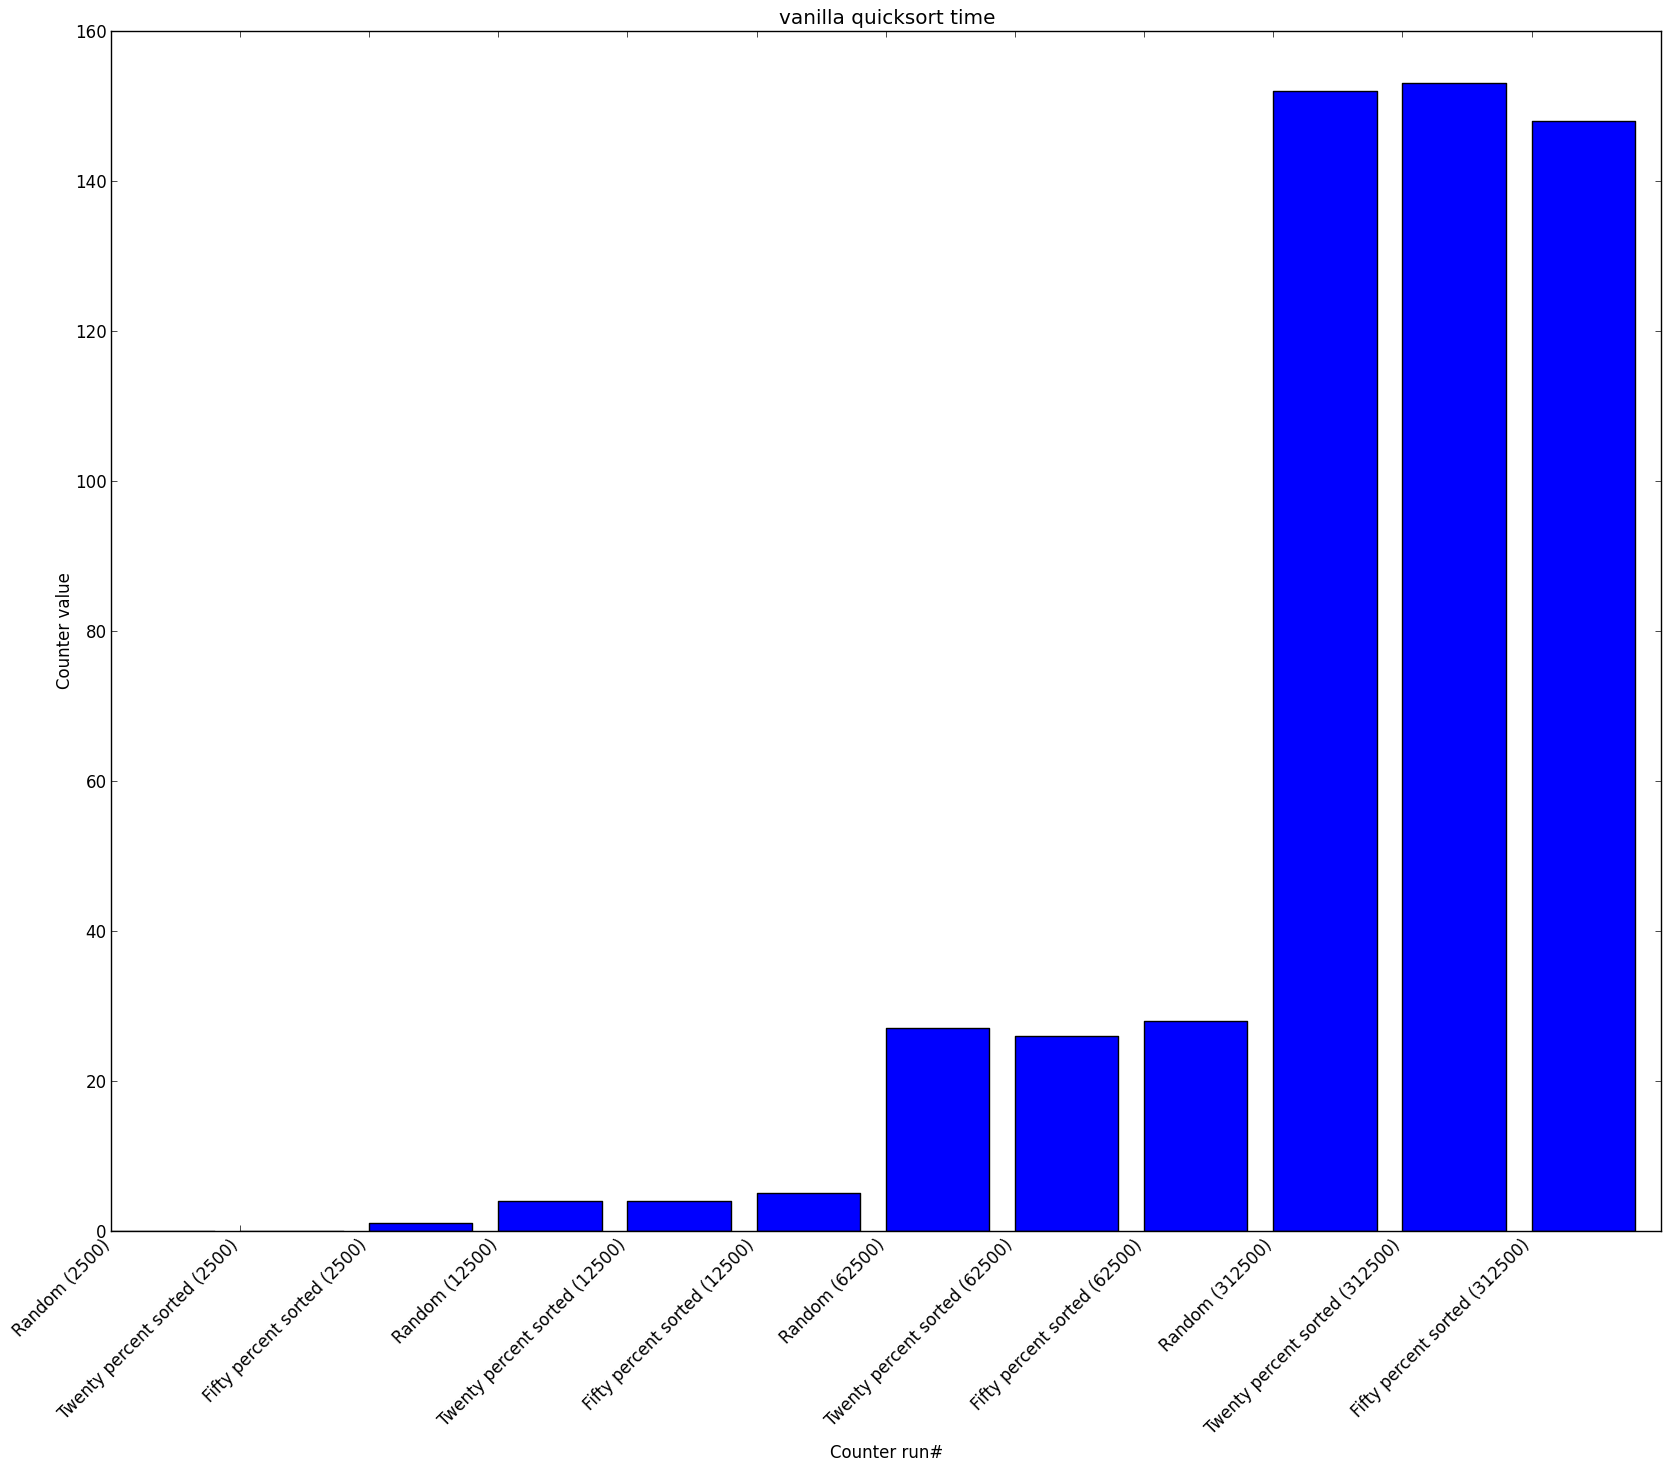 vanilla quicksort time
160
140
120
100
80
60
40
20
0
Counter value
Random (2500)
Twenty percent sorted (2500)
Fifty percent sorted (2500)
Random (12500)
Twenty percent sorted (12500)
Fifty percent sorted (12500)
Random (62500)
Twenty percent sorted (62500)
Fifty percent sorted (62500)
Random (312500)
Twenty percent sorted (312500)
Fifty percent sorted (312500)
Counter run#